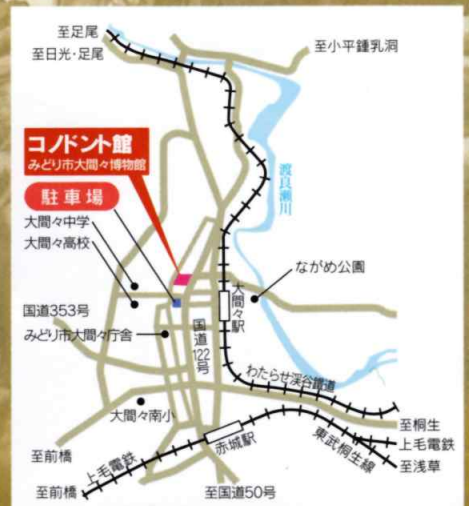 至足尾
至日光・足尾
至小平鍾乳洞
コノドント館
みどり市大間々博物館
渡良瀬川
駐車場
大間々中学
大間々高校
ながめ公園
国道353号
大間々駅
みどり市大間々庁舎
国道122号
わたらせ渓谷鐵道
大間々南小
至桐生
上毛電鉄
至浅草
東武桐生線
赤城駅
至前橋
上毛電鉄
至前橋
至国道50号